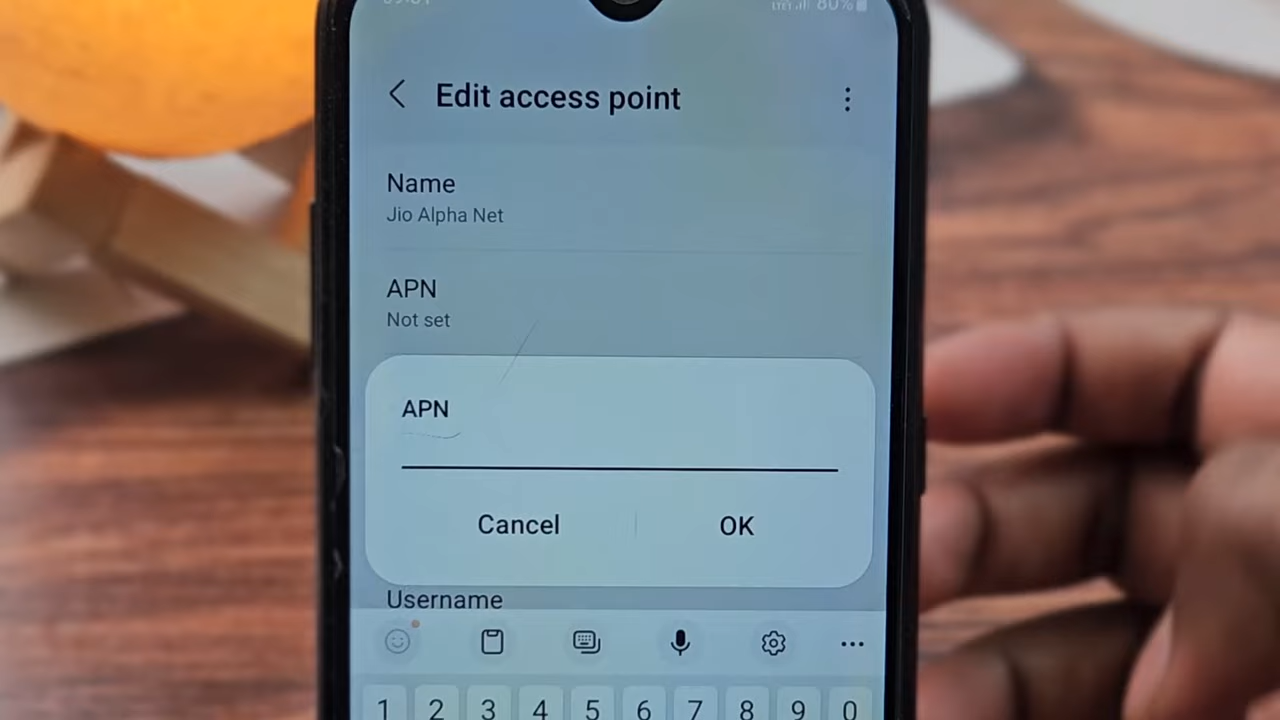 80%
Edit access point
Name
Jio Alpha Net
APN
Not set
APN
Cancel
OK
Username
1 2 3 4 5 6 7 8 9 0